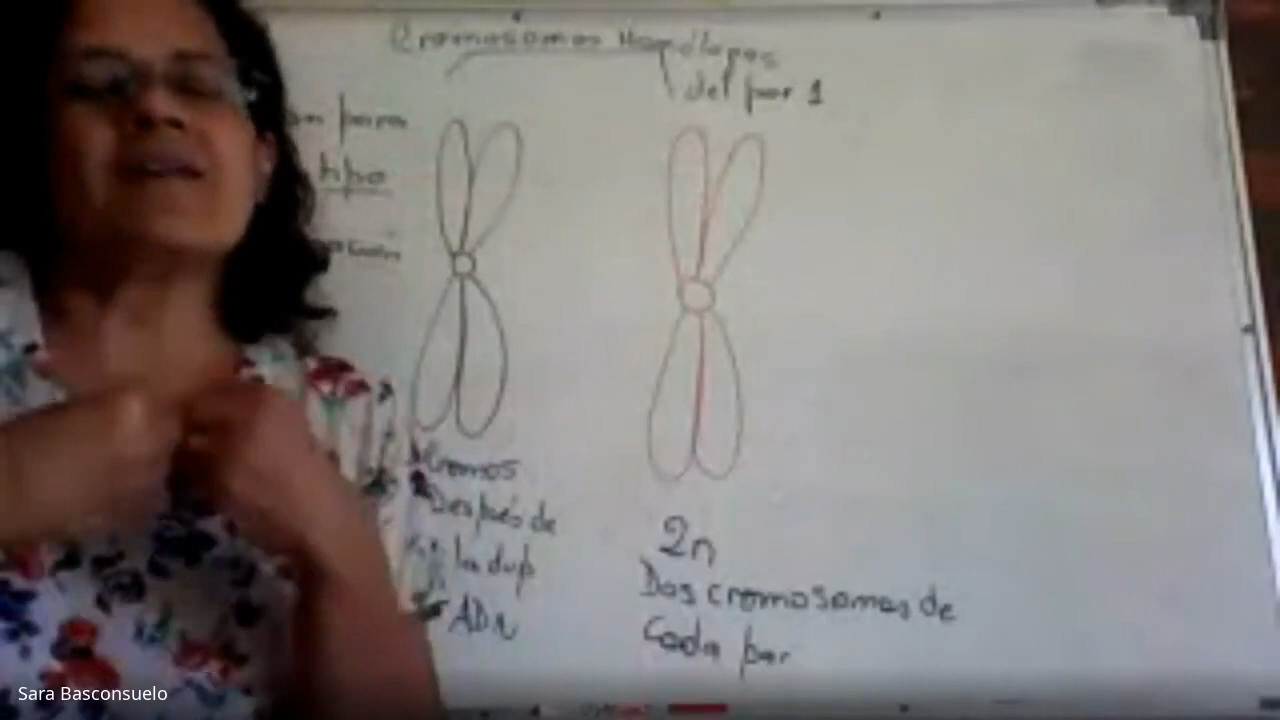 Cromosomas Homólogos
del par 1
para
tipo
Cromos
Después de
la dup
ADN
2n
Dos cromosomas de
Cada par
Sara Basconsuelo